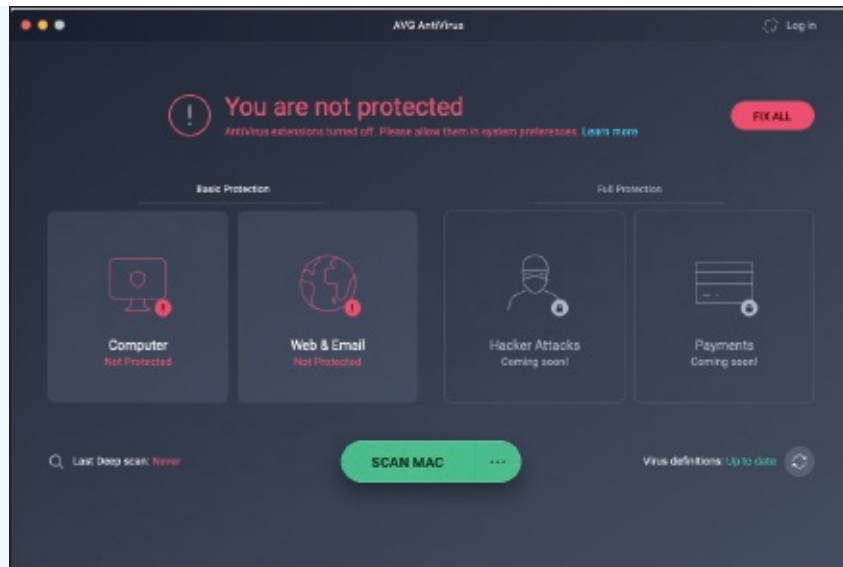 AVG AntiVirus
Log in
You are not protected
AntiVirus extensions turned off. Please allow them in system preferences. Learn more
FIX ALL
Basic Protection
Full Protection
Computer
Not Protected
Web & Email
Not Protected
Hacker Attacks
Coming soon!
Payments
Coming soon!
Last Deep scan: Never
SCAN MAC ...
Virus definitions: Up to date